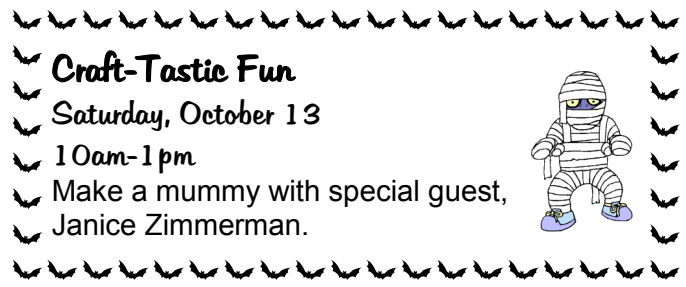 Craft-Tastic Fun
Saturday, October 13
10am-1pm
Make a mummy with special guest,
Janice Zimmerman.